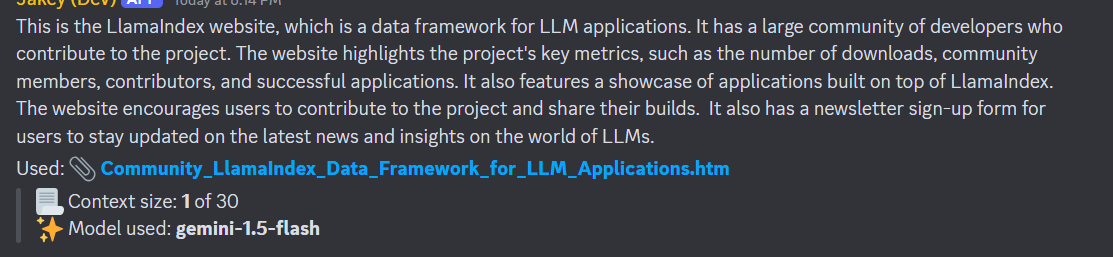 Jakey (Dev) APP Today at 6:14 PM
This is the LlamaIndex website, which is a data framework for LLM applications. It has a large community of developers who
contribute to the project. The website highlights the project's key metrics, such as the number of downloads, community
members, contributors, and successful applications. It also features a showcase of applications built on top of LlamaIndex.
The website encourages users to contribute to the project and share their builds.  It also has a newsletter sign-up form for
users to stay updated on the latest news and insights on the world of LLMs.
Used: Community_LlamaIndex_Data_Framework_for_LLM_Applications.htm
Context size: 1 of 30
Model used: gemini-1.5-flash